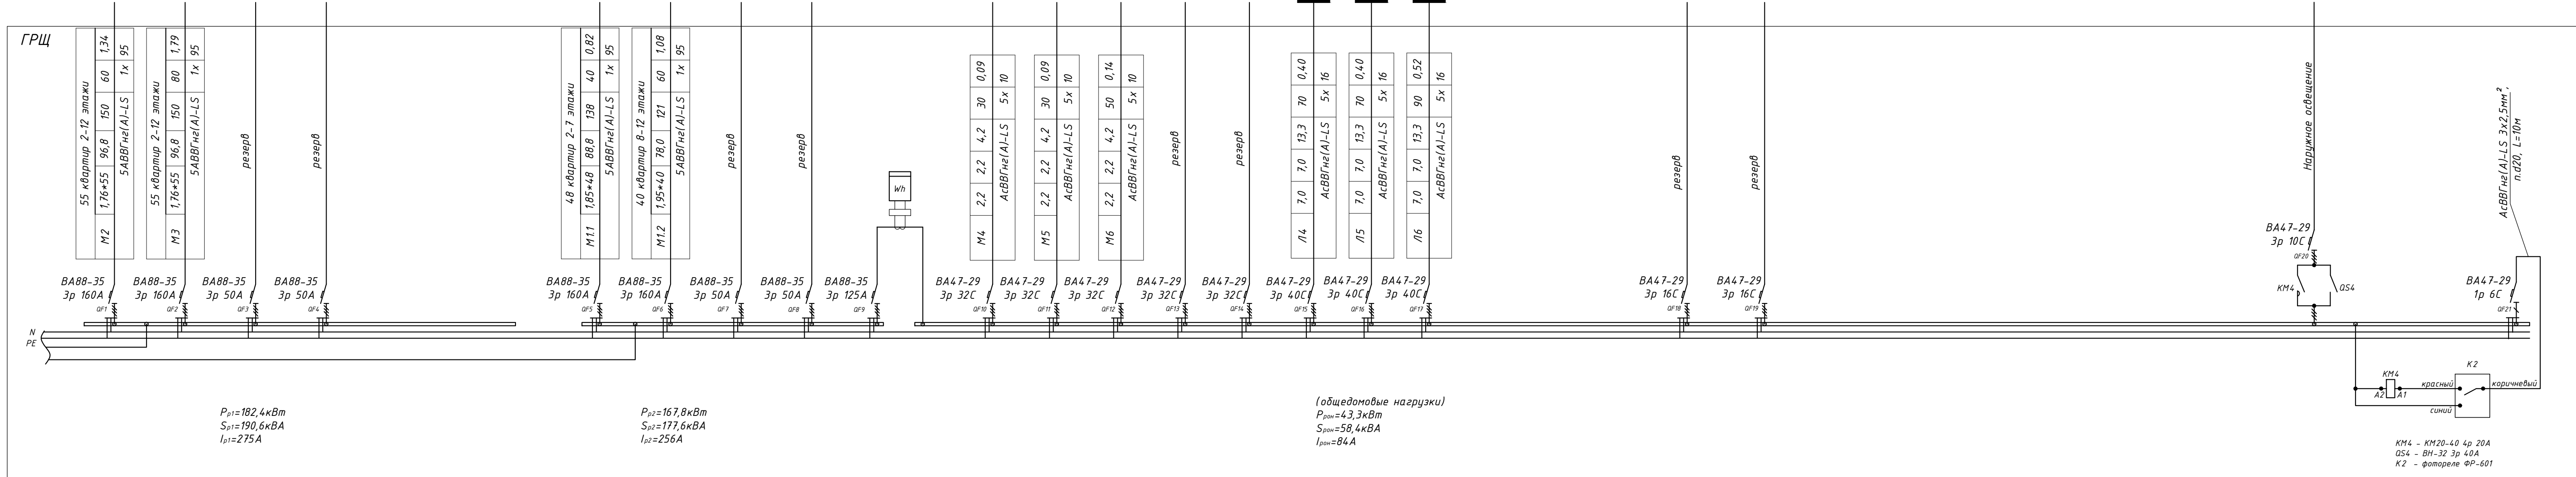 ГРЩ
55 квартир 2-12 этажи
М2 1,76*55 96,8 150 60 1,34
5АВВГнг(А)-LS 1х 95
55 квартир 2-12 этажи
М3 1,76*55 96,8 150 80 1,79
5АВВГнг(А)-LS 1х 95
резерв
резерв
48 квартир 2-7 этажи
М1.1 1,85*48 88,8 138 40 0,82
5АВВГнг(А)-LS 1х 95
40 квартир 8-12 этажи
М1.2 1,95*40 78,0 121 60 1,08
5АВВГнг(А)-LS 1х 95
резерв
резерв
Wh
М4 2,2 2,2 4,2 30 0,09
АсВВГнг(А)-LS 5х 10
М5 2,2 2,2 4,2 30 0,09
АсВВГнг(А)-LS 5х 10
М6 2,2 2,2 4,2 50 0,14
АсВВГнг(А)-LS 5х 10
резерв
резерв
Л4 7,0 7,0 13,3 70 0,40
АсВВГнг(А)-LS 5х 16
Л5 7,0 7,0 13,3 70 0,40
АсВВГнг(А)-LS 5х 16
Л6 7,0 7,0 13,3 90 0,52
АсВВГнг(А)-LS 5х 16
резерв
резерв
Наружное освещение
АсВВГнг(А)-LS 3х2,5мм²,
п.d20, L=10м
ВА88-35
3р 160А
QF1
ВА88-35
3р 160А
QF2
ВА88-35
3р 50А
QF3
ВА88-35
3р 50А
QF4
ВА88-35
3р 160А
QF5
ВА88-35
3р 160А
QF6
ВА88-35
3р 50А
QF7
ВА88-35
3р 50А
QF8
ВА88-35
3р 125А
QF9
ВА47-29
3р 32С
QF10
ВА47-29
3р 32С
QF11
ВА47-29
3р 32С
QF12
ВА47-29
3р 32С
QF13
ВА47-29
3р 32С
QF14
ВА47-29
3р 40С
QF15
ВА47-29
3р 40С
QF16
ВА47-29
3р 40С
QF17
ВА47-29
3р 16С
QF18
ВА47-29
3р 16С
QF19
ВА47-29
3р 10С
QF20
КМ4
QS4
ВА47-29
1р 6С
QF21
N
PE
Pр1=182,4кВт
Sр1=190,6кВА
Iр1=275А
Pр2=167,8кВт
Sр2=177,6кВА
Iр2=256А
(общедомовые нагрузки)
Pрон=43,3кВт
Sрон=58,4кВА
Iрон=84А
К2
КМ4
А2 А1
красный
коричневый
синий
КМ4 - КМ20-40 4р 20А
QS4 - ВН-32 3р 40А
К2 - фотореле ФР-601